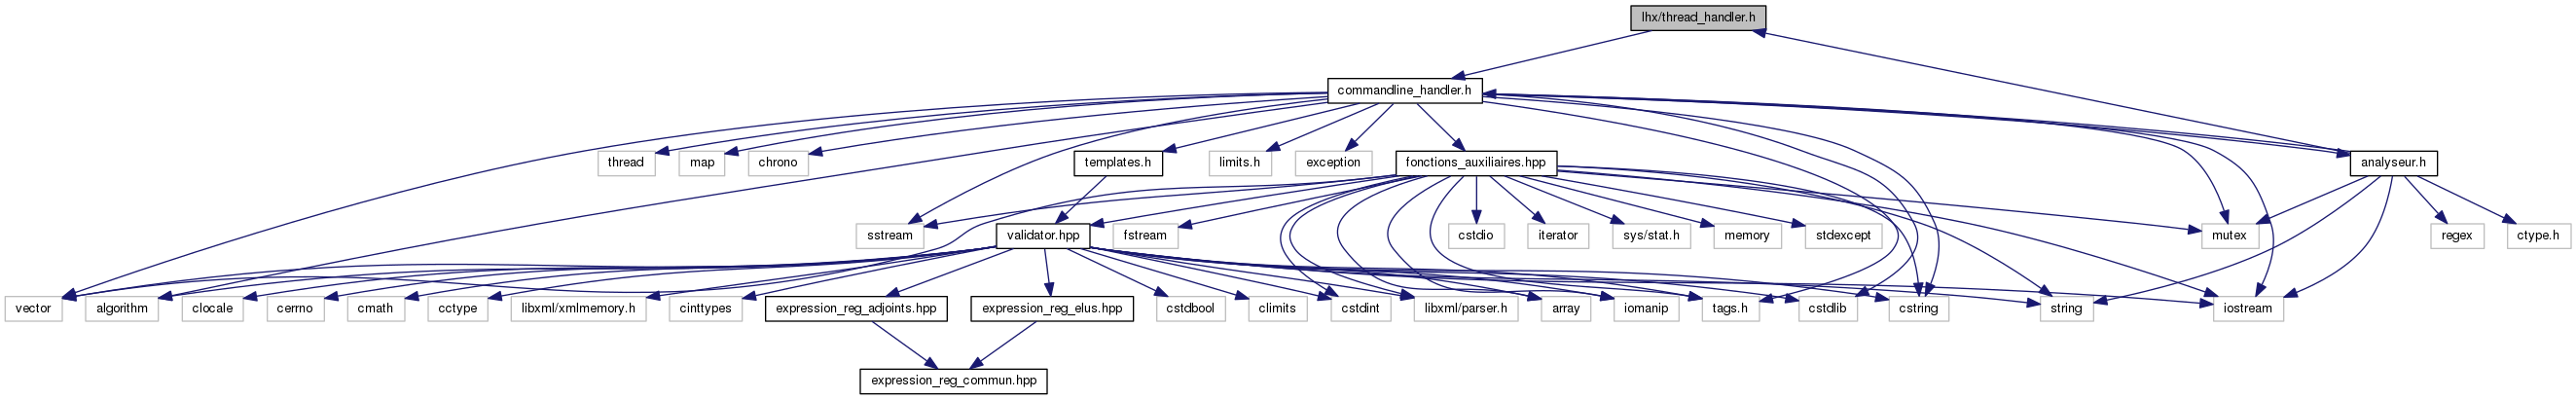 lhx/thread_handler.h
commandline_handler.h
thread
map
chrono
templates.h
limits.h
exception
fonctions_auxiliaires.hpp
analyseur.h
sstream
validator.hpp
fstream
cstdio
iterator
sys/stat.h
memory
stdexcept
mutex
regex
ctype.h
vector
algorithm
clocale
cerrno
cmath
cctype
libxml/xmlmemory.h
cinttypes
expression_reg_adjoints.hpp
expression_reg_elus.hpp
cstdbool
climits
cstdint
libxml/parser.h
array
iomanip
tags.h
cstdlib
cstring
string
iostream
expression_reg_commun.hpp